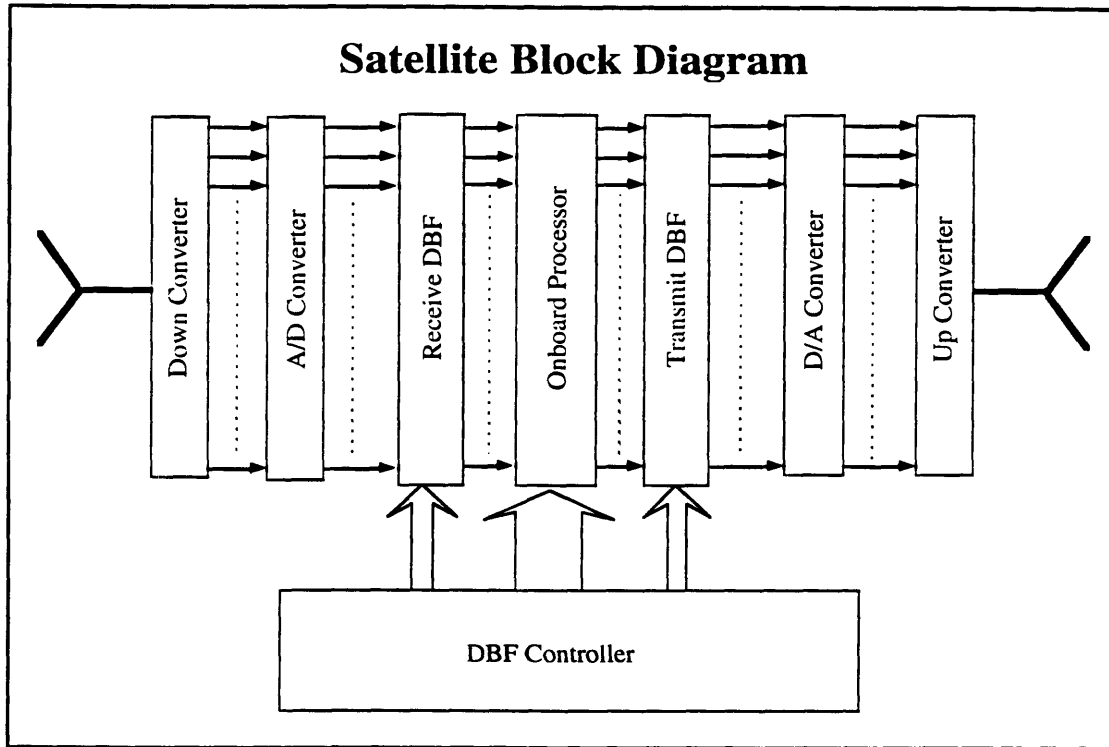 Satellite Block Diagram
Down Converter
A/D Converter
Receive DBF
Onboard Processor
Transmit DBF
D/A Converter
Up Converter
DBF Controller